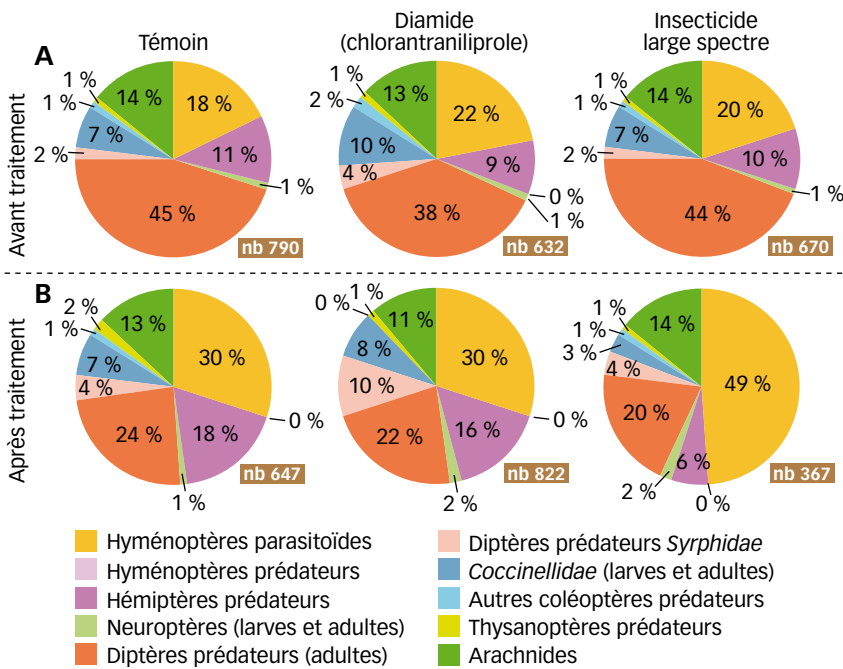 Témoin
Diamide
(chlorantraniliprole)
Insecticide
large spectre
A
Avant traitement
1 %
1 %
14 %
18 %
7 %
11 %
2 %
1 %
45 %
nb 790
1 %
2 %
13 %
22 %
10 %
9 %
4 %
0 %
1 %
38 %
nb 632
1 %
1 %
14 %
20 %
7 %
10 %
2 %
1 %
44 %
nb 670
B
Après traitement
2 %
1 %
13 %
30 %
7 %
4 %
0 %
24 %
18 %
1 %
nb 647
1 %
0 %
11 %
30 %
8 %
10 %
0 %
22 %
16 %
2 %
nb 822
1 %
1 %
3 %
14 %
49 %
4 %
20 %
6 %
2 %
0 %
nb 367
Hyménoptères parasitoïdes
Hyménoptères prédateurs
Hémiptères prédateurs
Neuroptères (larves et adultes)
Diptères prédateurs (adultes)
Diptères prédateurs Syrphidae
Coccinellidae (larves et adultes)
Autres coléoptères prédateurs
Thysanoptères prédateurs
Arachnides